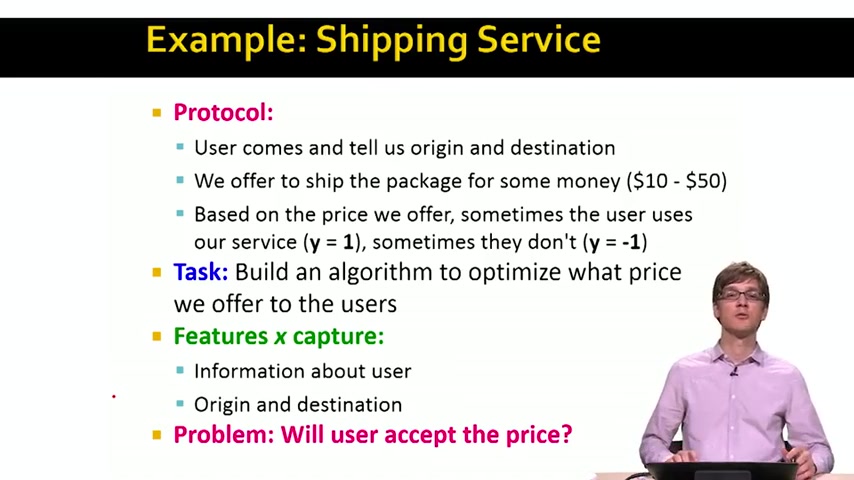 Example: Shipping Service
Protocol:
User comes and tell us origin and destination
We offer to ship the package for some money ($10 - $50)
Based on the price we offer, sometimes the user uses
our service (y = 1), sometimes they don't (y = -1)
Task: Build an algorithm to optimize what price
we offer to the users
Features x capture:
Information about user
Origin and destination
Problem: Will user accept the price?